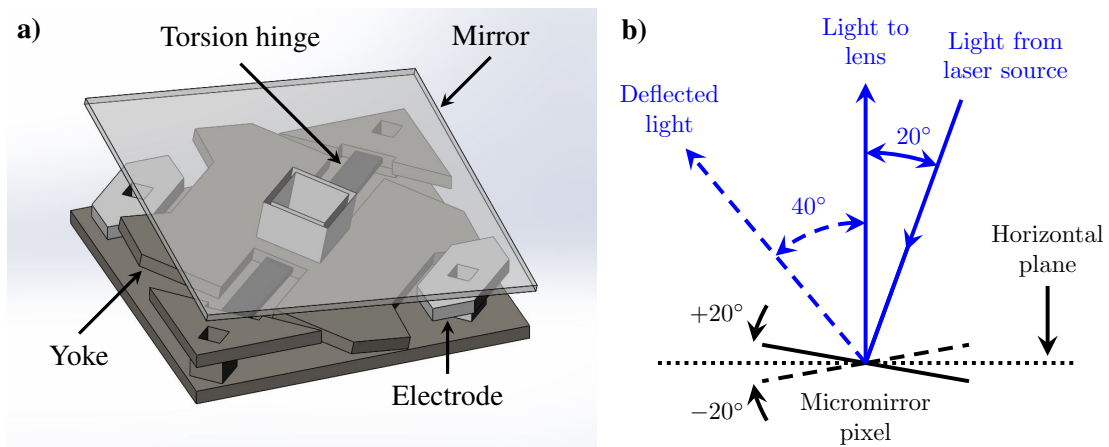 a)
Torsion hinge
Mirror
Yoke
Electrode
b)
Light to
lens
Light from
laser source
Deflected
light
20°
40°
Horizontal
plane
+20°
−20°
Micromirror
pixel